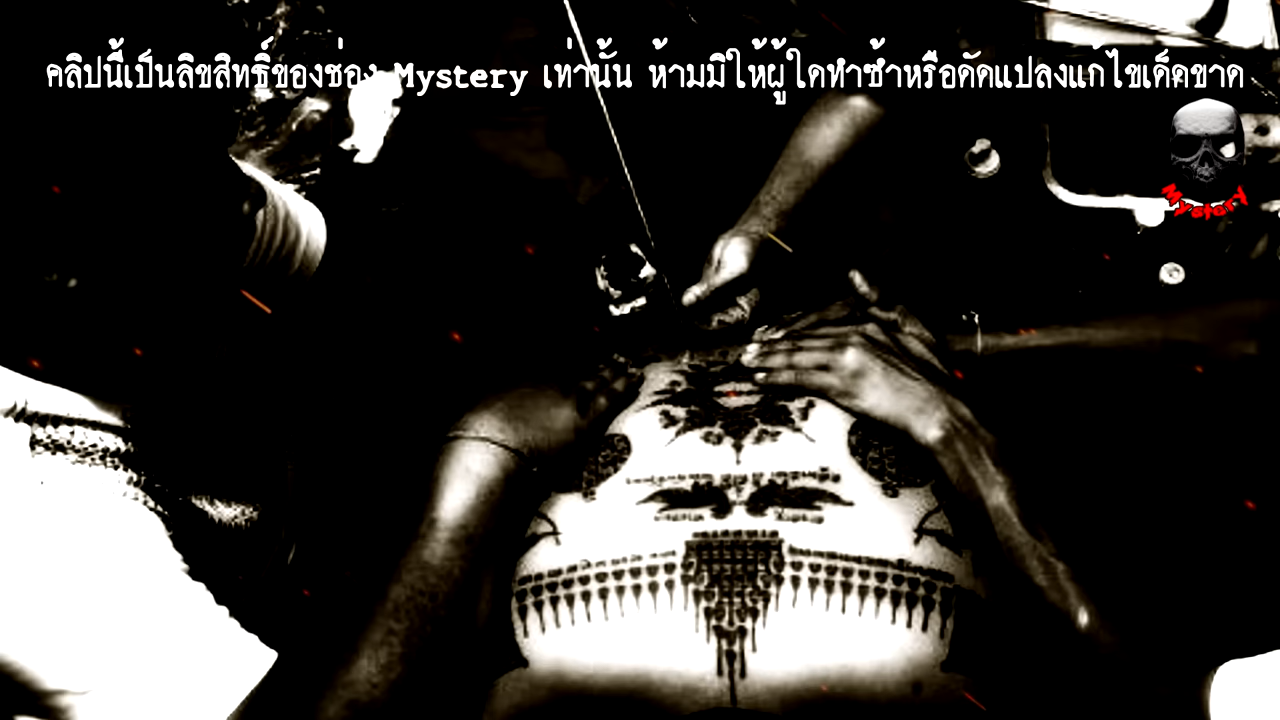 คลิปนี้เป็นลิขสิทธิ์ของช่อง Mystery เท่านั้น ห้ามมิให้ผู้ใดทำซ้ำหรือดัดแปลงแก้ไขเด็ดขาด
Mystery